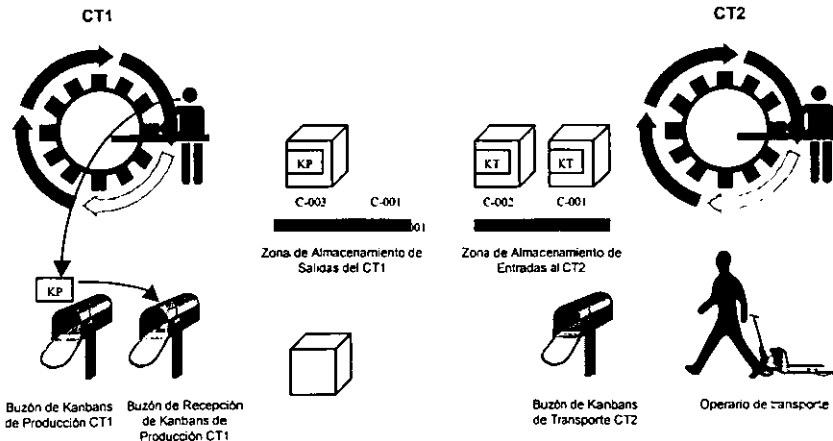 CT1
CT2
KP
KT
KT
C-003
C-001
C-002
C-001
001
Zona de Almacenamiento de
Salidas del CT1
Zona de Almacenamiento de
Entradas al CT2
KP
Buzón de Kanbans
de Producción CT1
Buzón de Recepción
de Kanbans de
Producción CT1
Buzón de Kanbans
de Transporte CT2
Operario de transporte